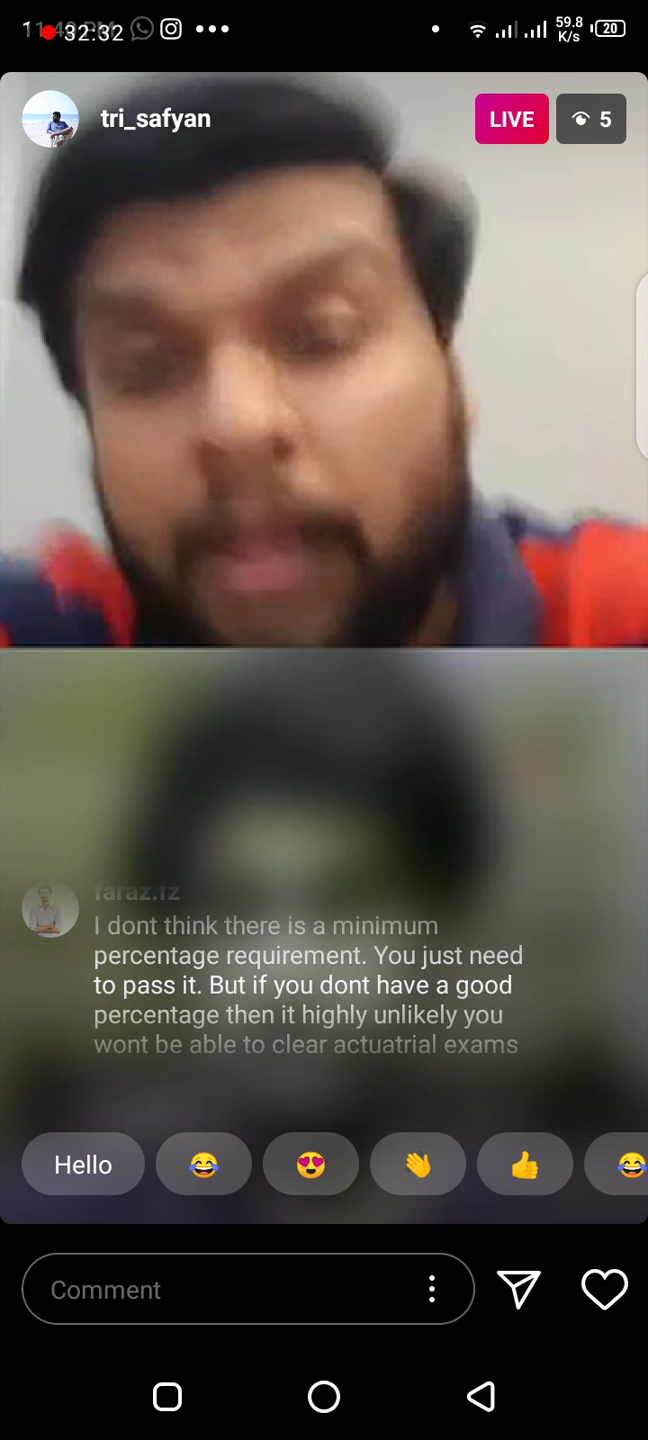 32:32
59.8
K/s
20
tri_safyan
LIVE
5
faraz.fz
I dont think there is a minimum
percentage requirement. You just need
to pass it. But if you dont have a good
percentage then it highly unlikely you
wont be able to clear actuatrial exams
Hello
Comment